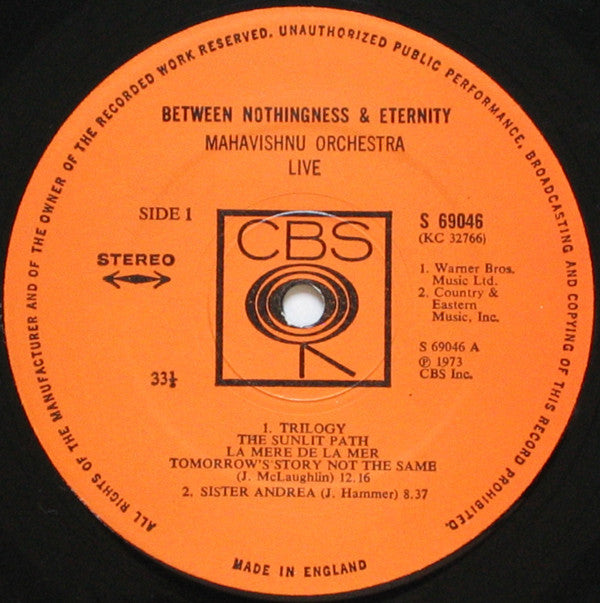 ALL RIGHTS OF THE MANUFACTURER AND OF THE OWNER OF THE RECORDED WORK RESERVED. UNAUTHORIZED PUBLIC PERFORMANCE, BROADCASTING AND COPYING OF THIS RECORD PROHIBITED.
BETWEEN NOTHINGNESS & ETERNITY
MAHAVISHNU ORCHESTRA
LIVE
SIDE 1
STEREO
33⅓
CBS
S 69046
(KC 32766)
1. Warner Bros.
Music Ltd.
2. Country &
Eastern
Music, Inc.
S 69046 A
℗ 1973
CBS Inc.
1. TRILOGY
THE SUNLIT PATH
LA MERE DE LA MER
TOMORROW'S STORY NOT THE SAME
(J. McLaughlin) 12.16
2. SISTER ANDREA (J. Hammer) 8.37
MADE IN ENGLAND